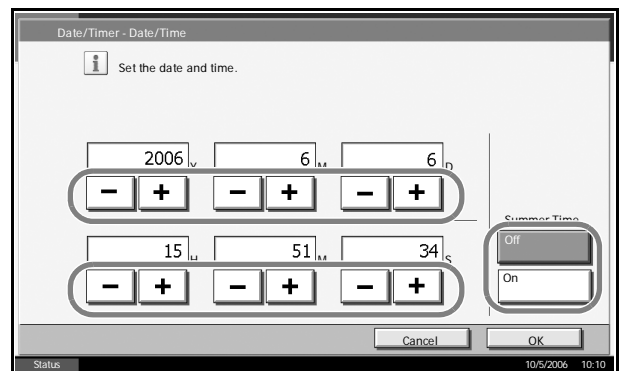 Date/Timer - Date/Time
i Set the date and time.
2006 Y 6 M 6 D
− + − + − +
Summer Time
15 H 51 M 34 S
Off
− + − + − +
On
Cancel OK
Status 10/5/2006 10:10